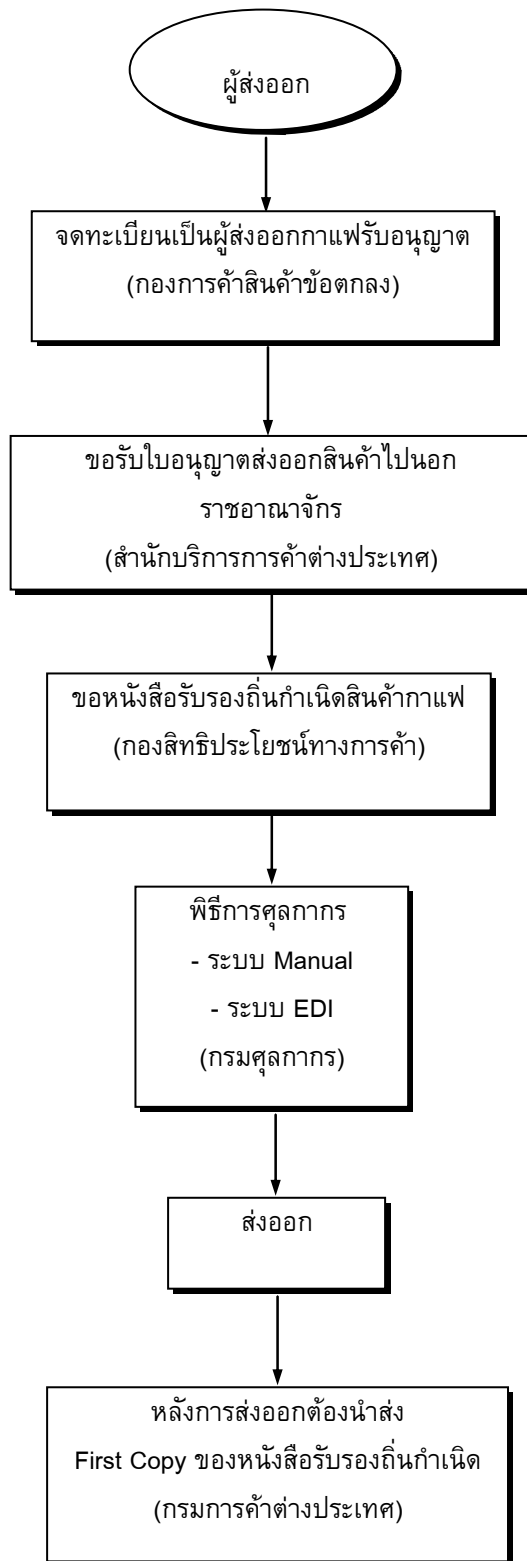 ผู้ส่งออก
จดทะเบียนเป็นผู้ส่งออกกาแฟรับอนุญาต
(กองการค้าสินค้าข้อตกลง)
ขอรับใบอนุญาตส่งออกสินค้าไปนอก
ราชอาณาจักร
(สำนักบริการการค้าต่างประเทศ)
ขอหนังสือรับรองถิ่นกำเนิดสินค้ากาแฟ
(กองสิทธิประโยชน์ทางการค้า)
พิธีการศุลกากร
- ระบบ Manual
- ระบบ EDI
(กรมศุลกากร)
ส่งออก
หลังการส่งออกต้องนำส่ง
First Copy ของหนังสือรับรองถิ่นกำเนิด
(กรมการค้าต่างประเทศ)